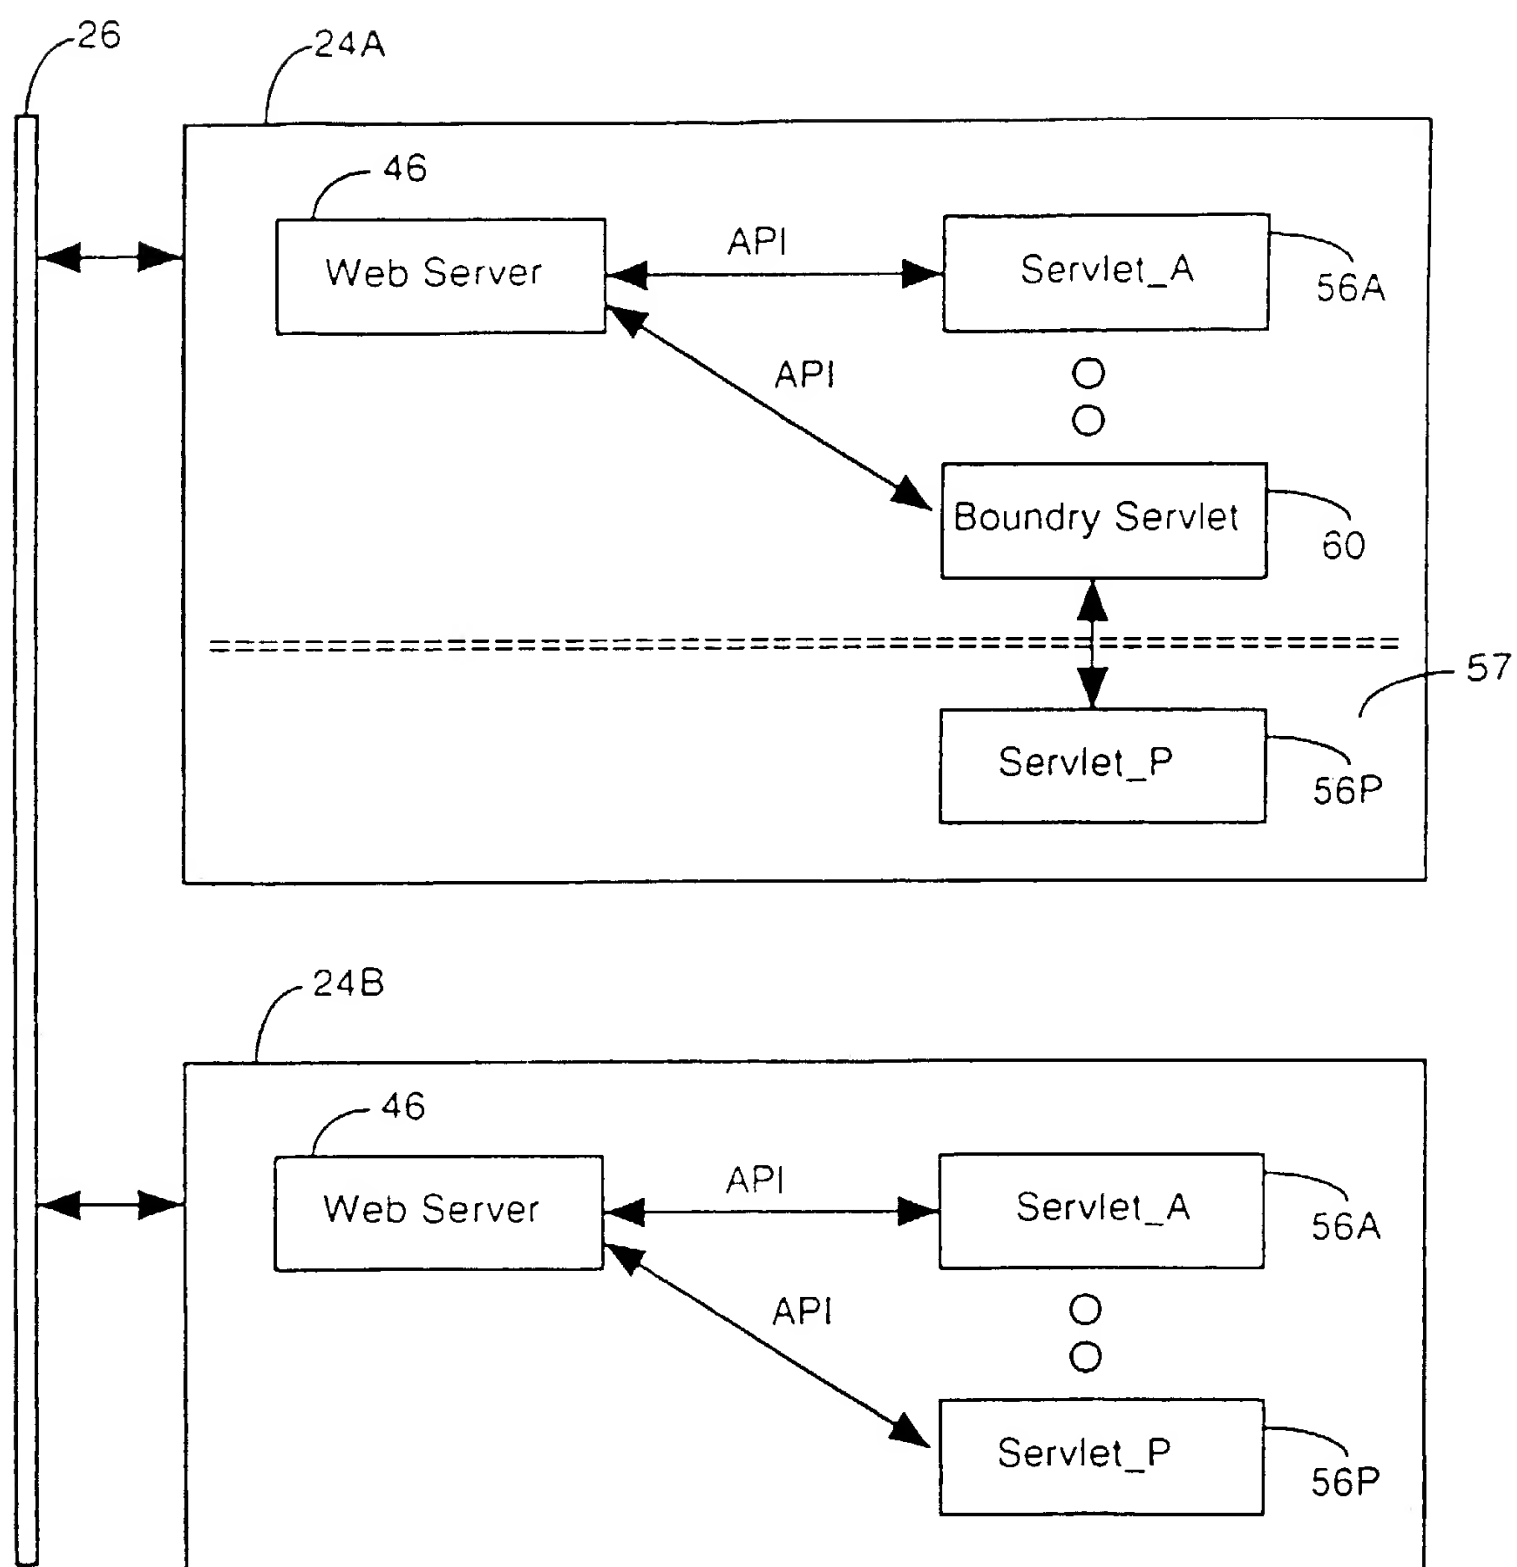 26
24A
46
Web Server
API
Servlet_A
56A
API
Boundry Servlet
60
57
Servlet_P
56P
24B
46
Web Server
API
Servlet_A
56A
API
Servlet_P
56P